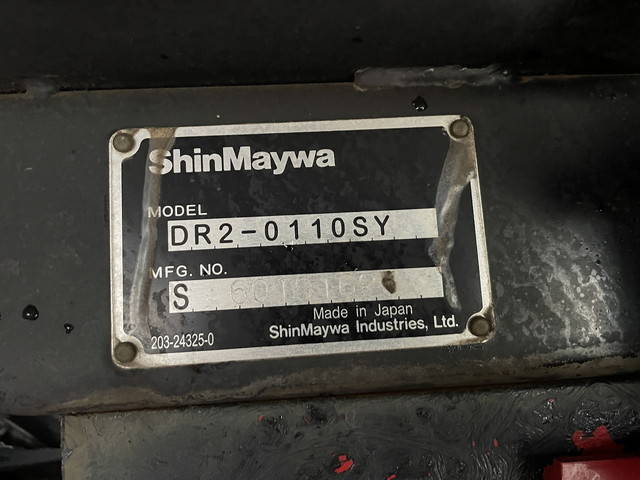 ShinMaywa
MODEL
DR2-0110SY
MFG. NO.
S
Made in Japan
203-24325-0
ShinMaywa Industries, Ltd.